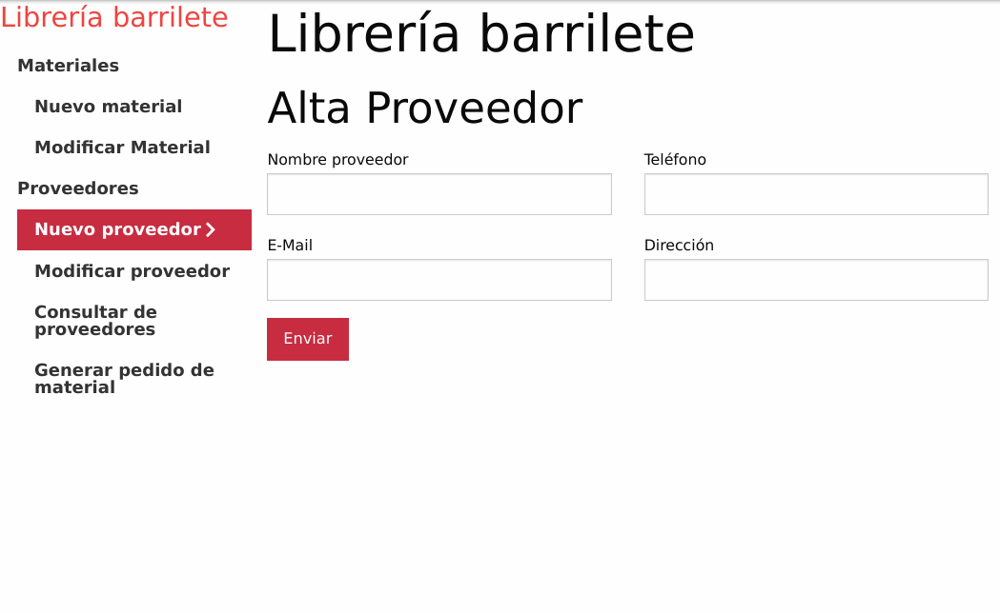 Librería barrilete
Materiales
Nuevo material
Modificar Material
Proveedores
Nuevo proveedor
Modificar proveedor
Consultar de
proveedores
Generar pedido de
material
Librería barrilete
Alta Proveedor
Nombre proveedor
Teléfono
E-Mail
Dirección
Enviar